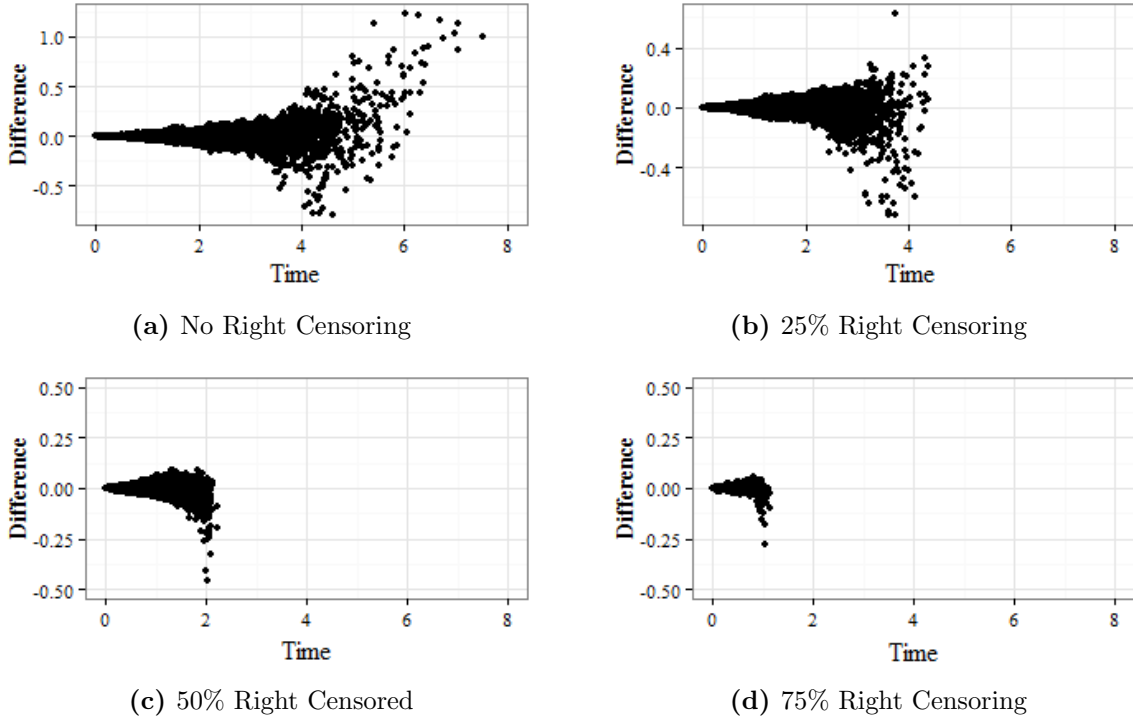 1.0
0.5
0.0
-0.5
Difference
0 2 4 6 8
Time
(a) No Right Censoring
0.4
0.0
-0.4
Difference
0 2 4 6 8
Time
(b) 25% Right Censoring
0.50
0.25
0.00
-0.25
-0.50
Difference
0 2 4 6 8
Time
(c) 50% Right Censored
0.50
0.25
0.00
-0.25
-0.50
Difference
0 2 4 6 8
Time
(d) 75% Right Censoring